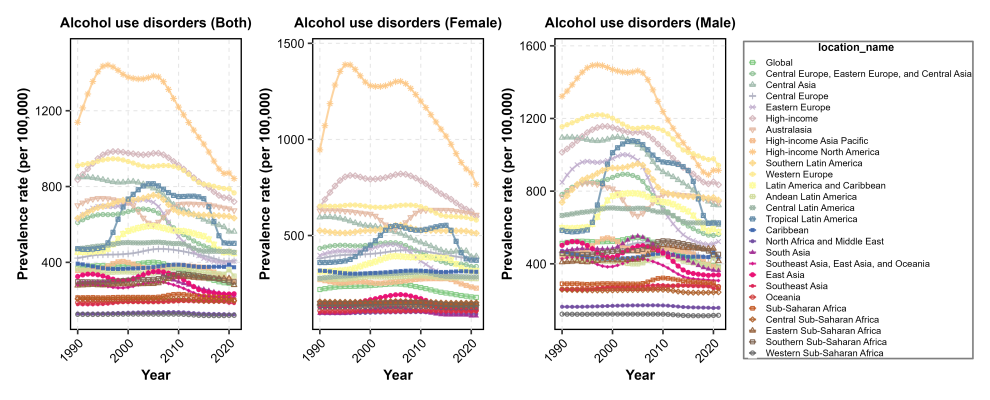 Alcohol use disorders (Both)
Prevalence rate (per 100,000)
1200
800
400
1990
2000
2010
2020
Year
Alcohol use disorders (Female)
Prevalence rate (per 100,000)
1500
1000
500
1990
2000
2010
2020
Year
Alcohol use disorders (Male)
Prevalence rate (per 100,000)
1600
1200
800
400
1990
2000
2010
2020
Year
location_name
Global
Central Europe, Eastern Europe, and Central Asia
Central Asia
Central Europe
Eastern Europe
High-income
Australasia
High-income Asia Pacific
High-income North America
Southern Latin America
Western Europe
Latin America and Caribbean
Andean Latin America
Central Latin America
Tropical Latin America
Caribbean
North Africa and Middle East
South Asia
Southeast Asia, East Asia, and Oceania
East Asia
Southeast Asia
Oceania
Sub-Saharan Africa
Central Sub-Saharan Africa
Eastern Sub-Saharan Africa
Southern Sub-Saharan Africa
Western Sub-Saharan Africa